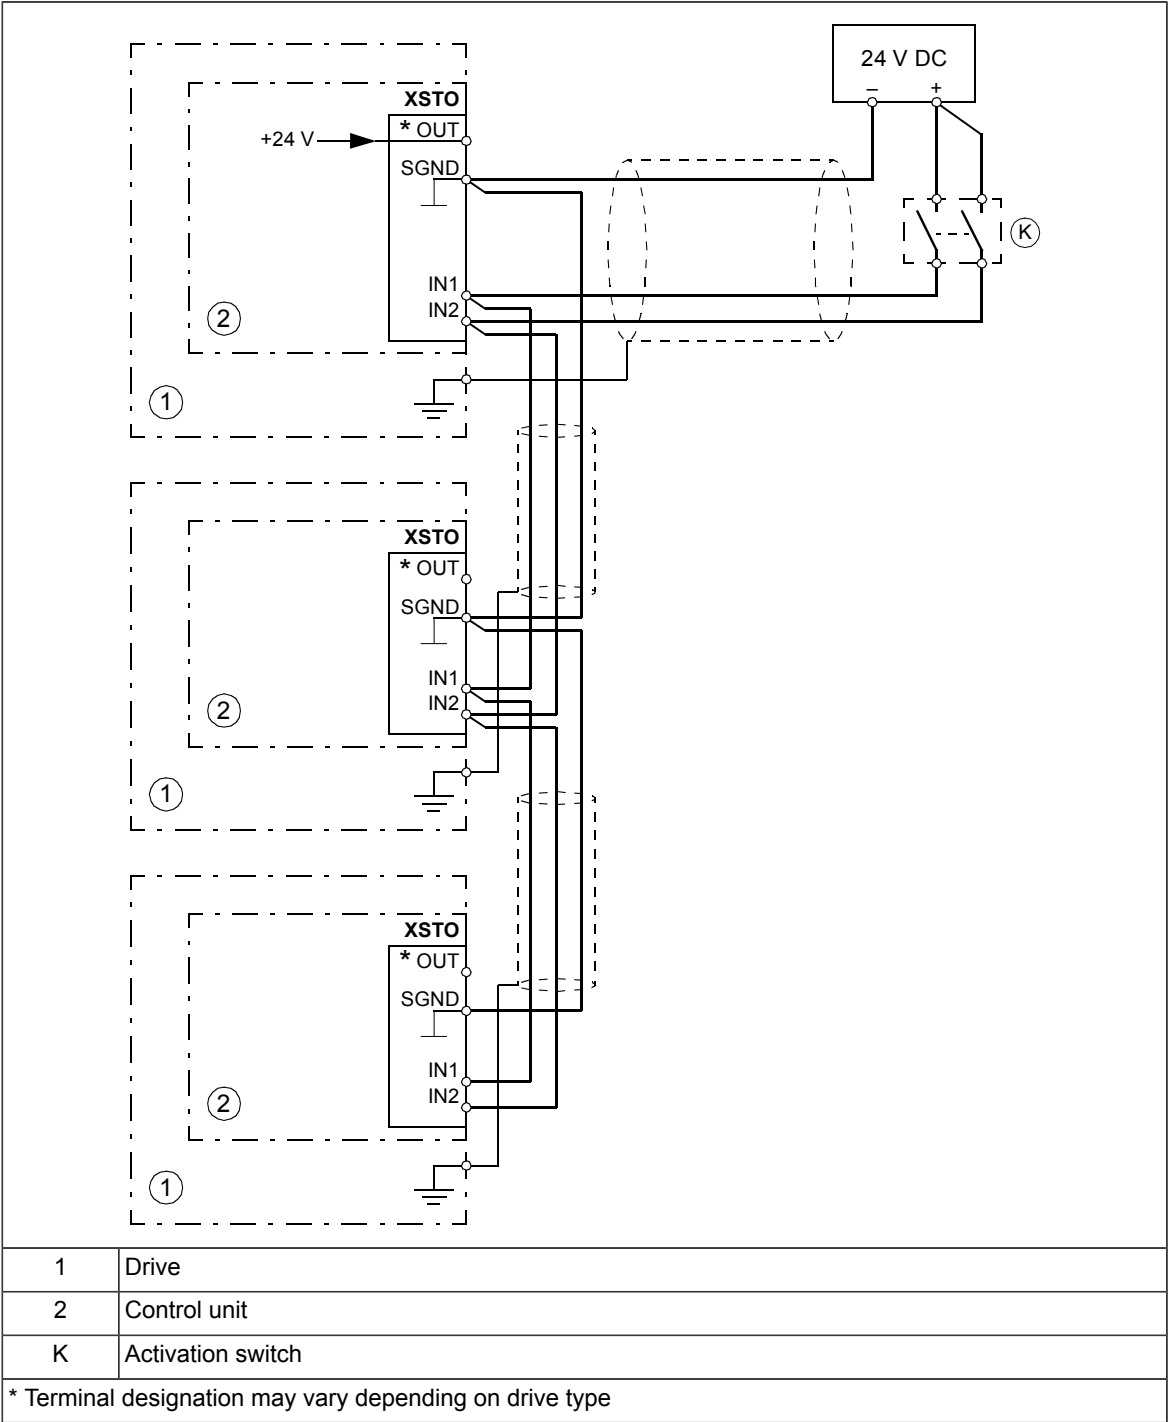 24 V DC
– +
XSTO
* OUT
+24 V
SGND
K
IN1
IN2
2
1
XSTO
* OUT
SGND
IN1
IN2
2
1
XSTO
* OUT
SGND
IN1
IN2
2
1
1 Drive
2 Control unit
K Activation switch
* Terminal designation may vary depending on drive type